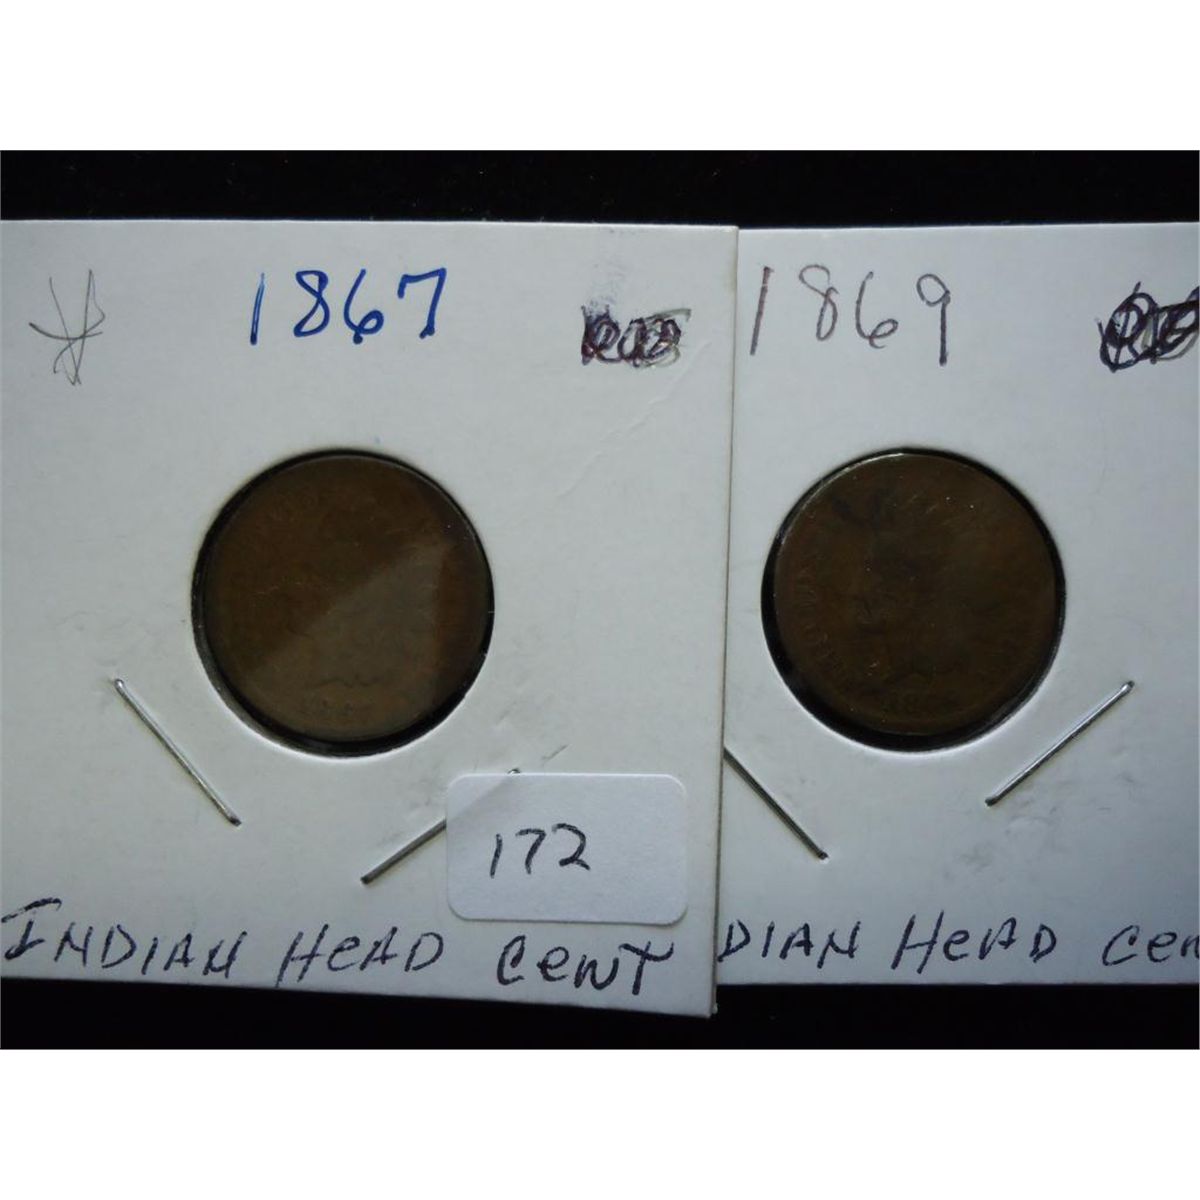 1867
172
INDIAN HEAD CENT
1869
DIAN HEAD CEN